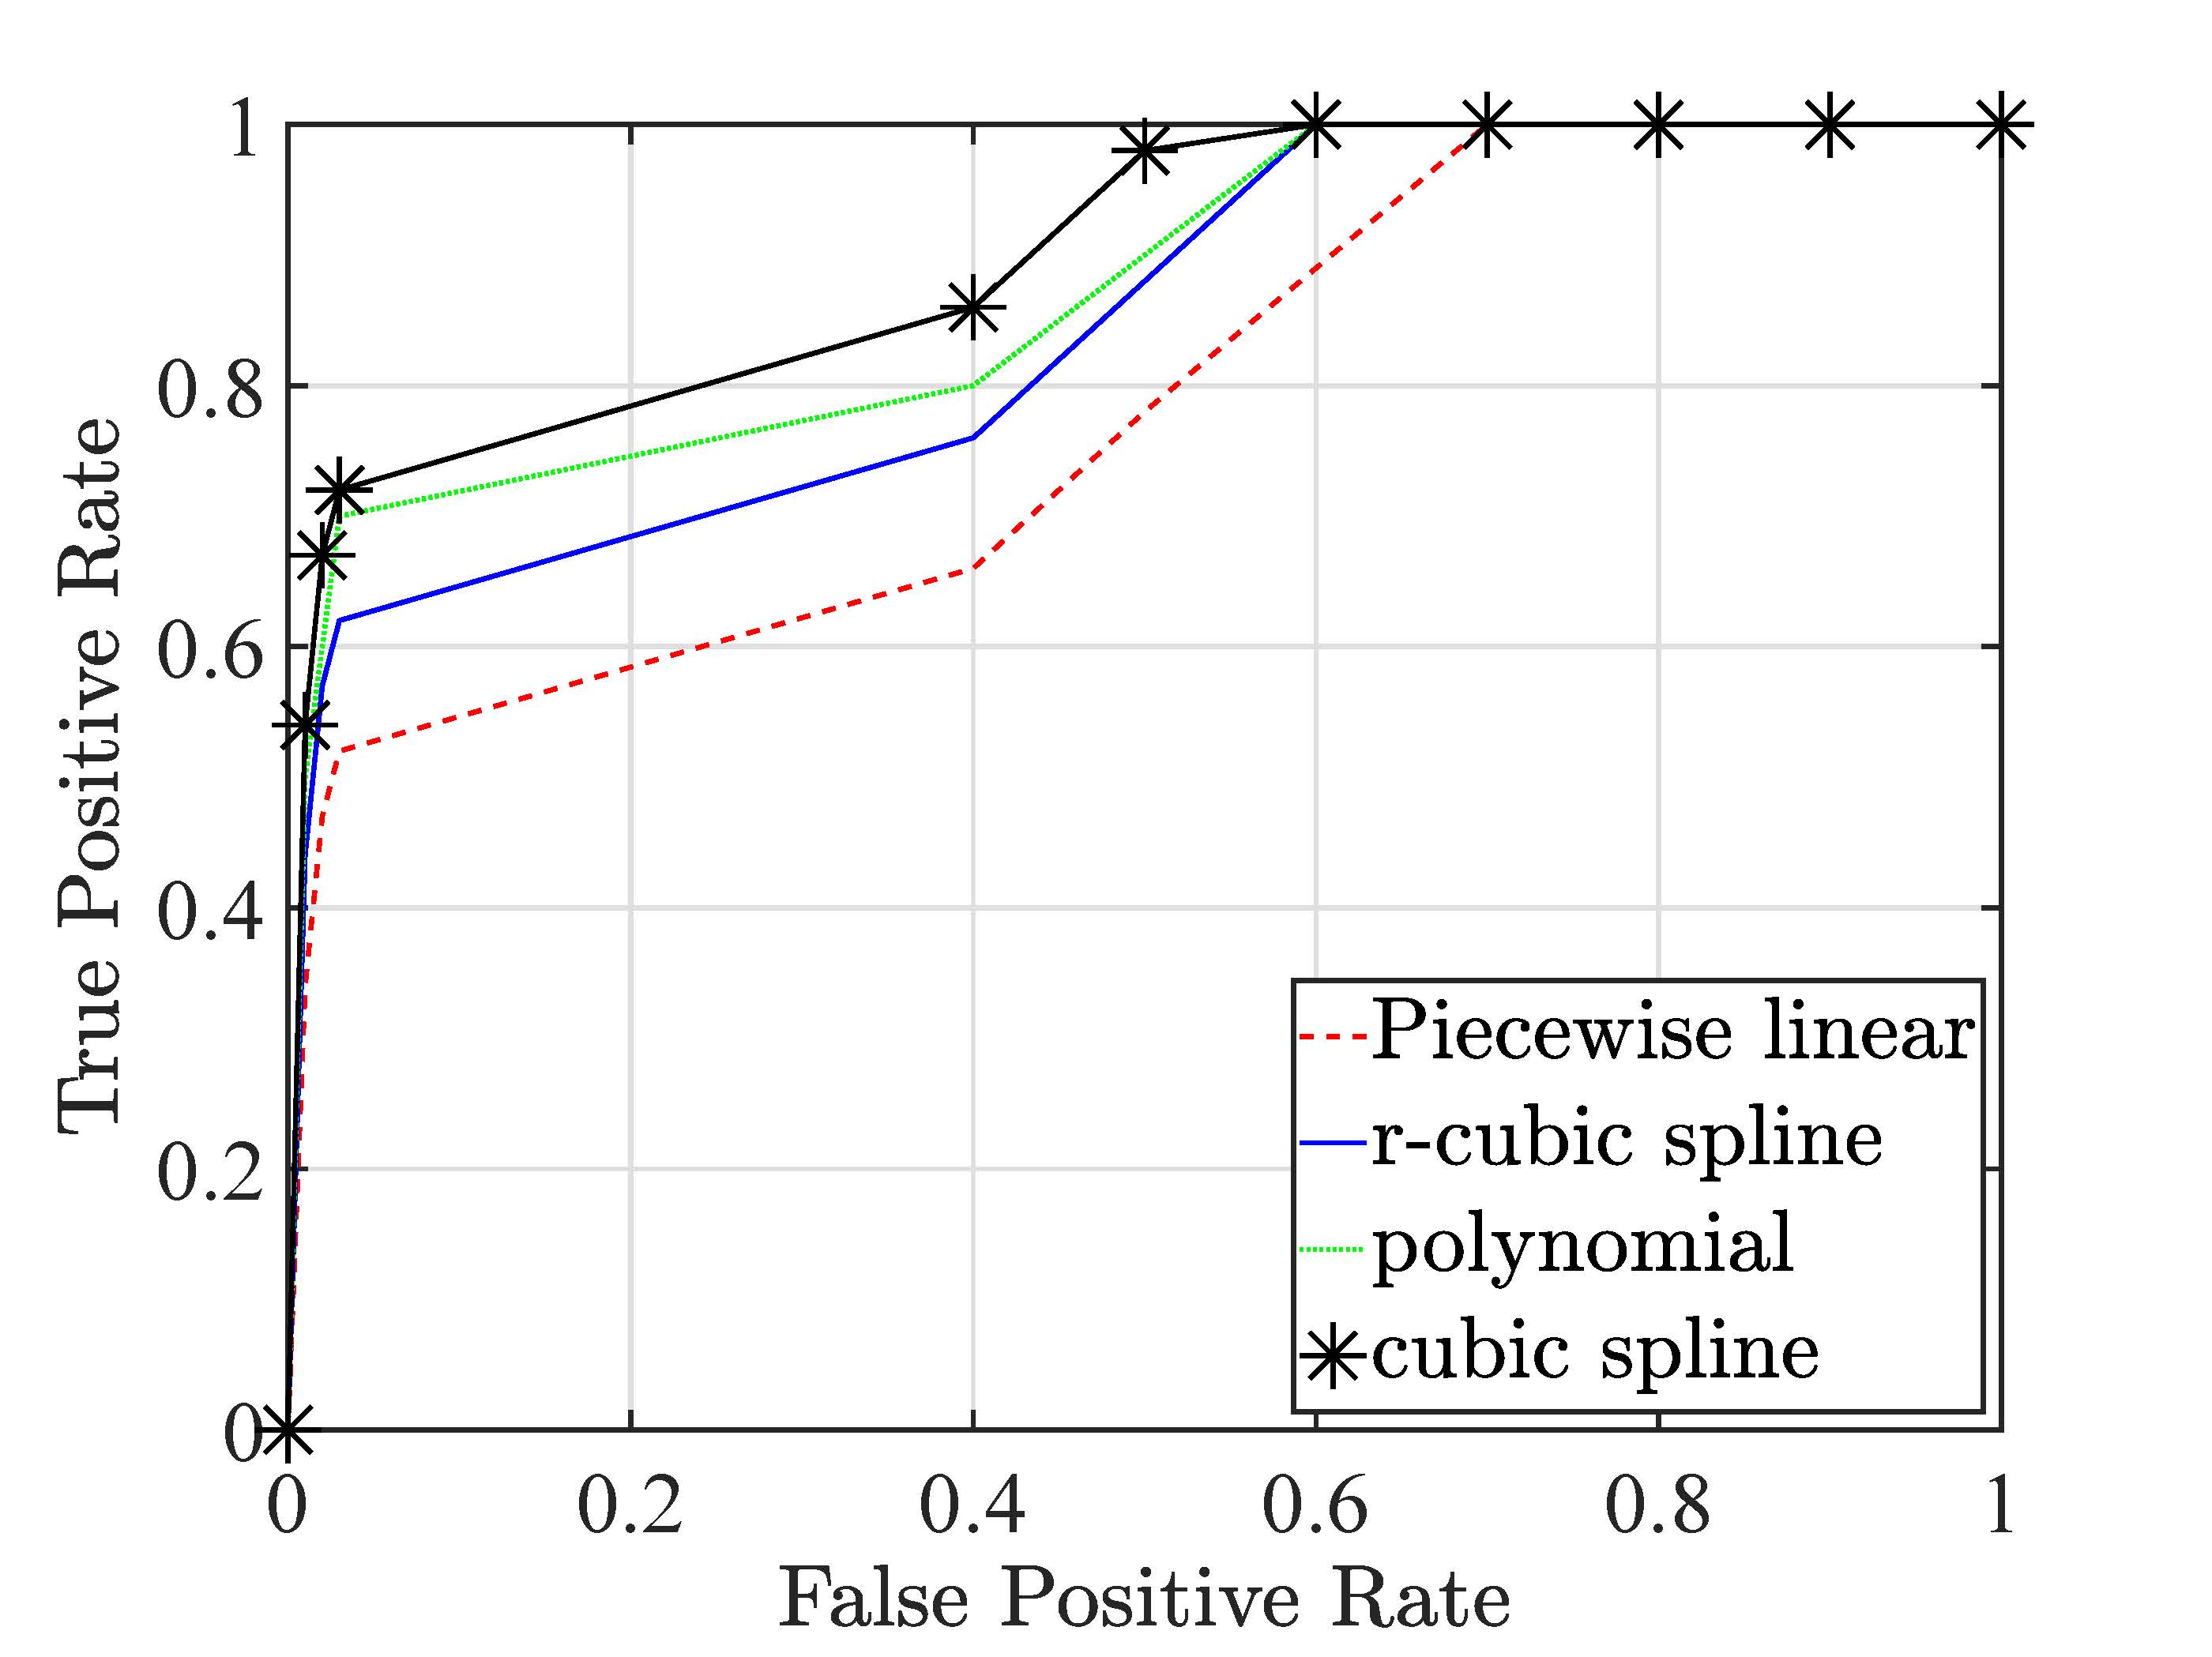 True Positive Rate
1
0.8
0.6
0.4
0.2
0
0 0.2 0.4 0.6 0.8 1
False Positive Rate
Piecewise linear
r-cubic spline
polynomial
cubic spline